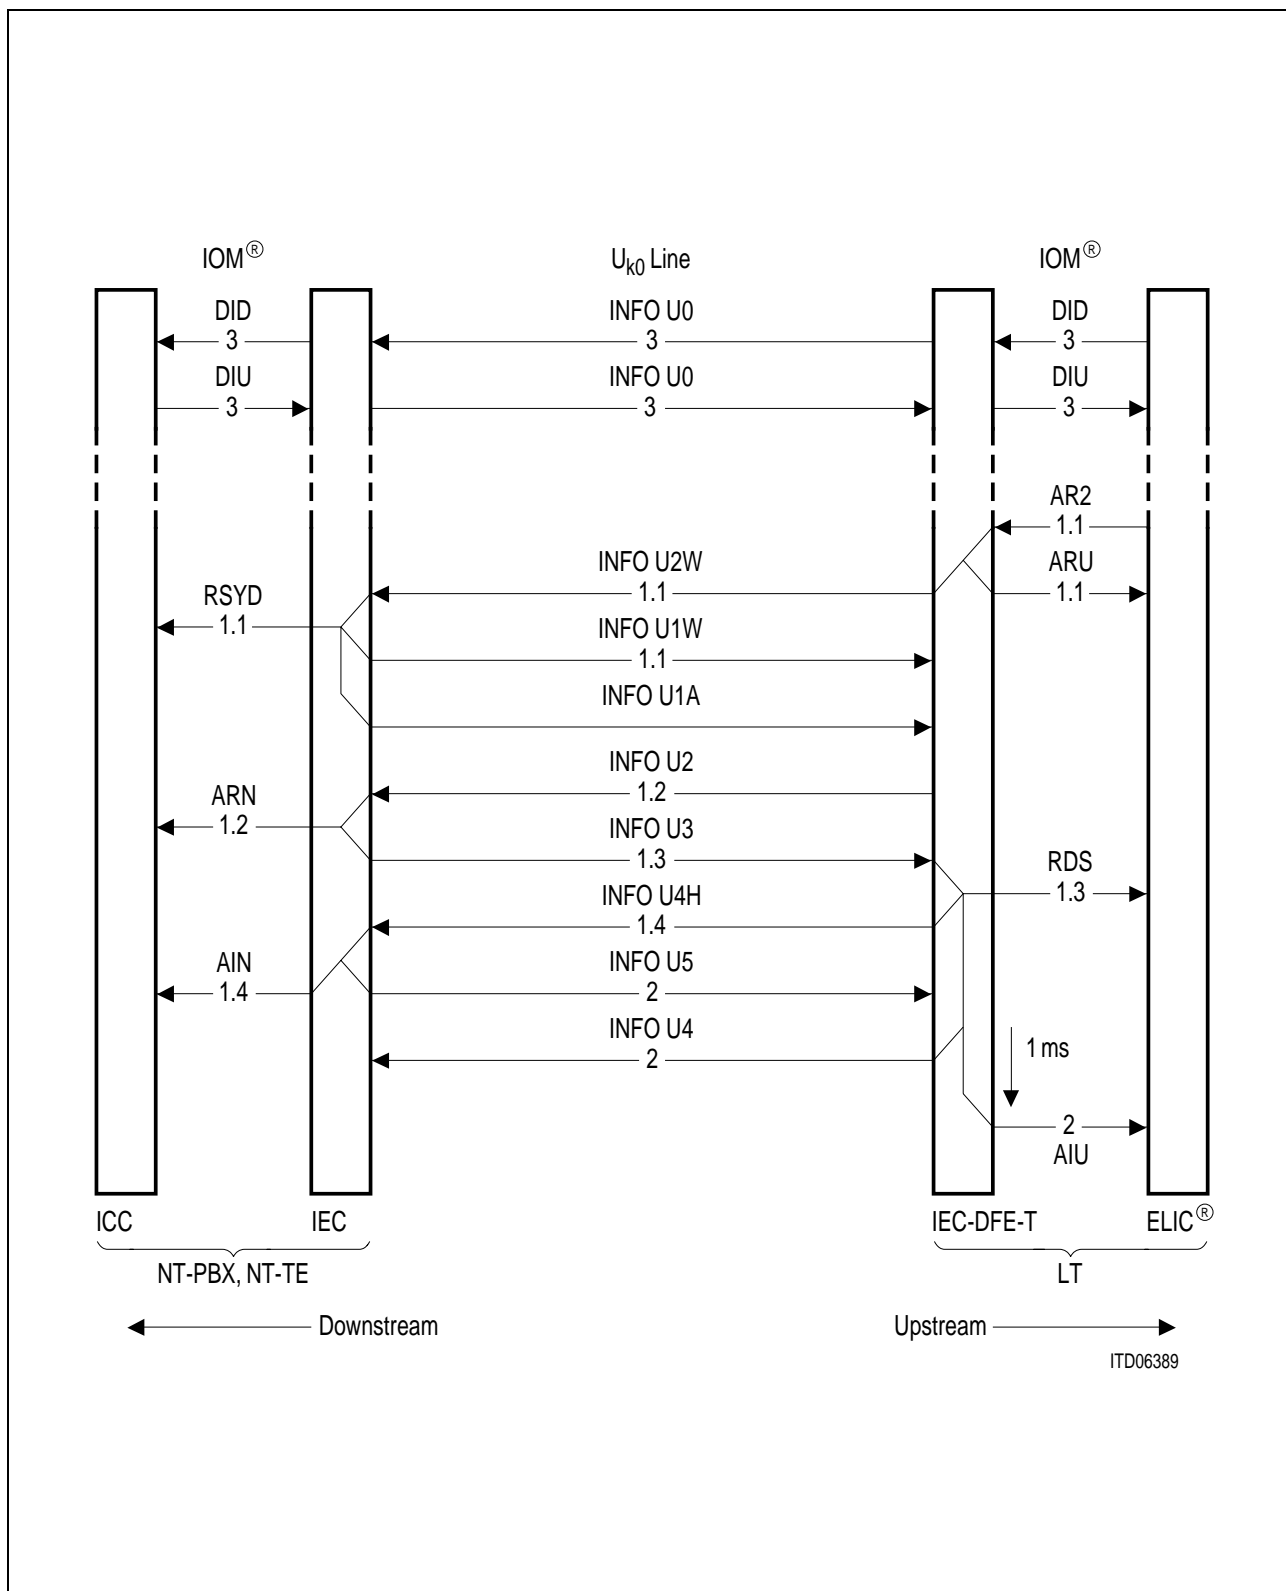 IOM® U_k0 Line IOM®
DID INFO U0 DID
3 3 3
DIU INFO U0 DIU
3 3 3
AR2
1.1
INFO U2W ARU
1.1 1.1
RSYD
1.1
INFO U1W
1.1
INFO U1A
INFO U2
1.2
ARN
1.2
INFO U3
1.3
RDS
1.3
INFO U4H
1.4
AIN INFO U5
1.4 2
INFO U4
2
1 ms
2
AIU
ICC IEC IEC-DFE-T ELIC®
NT-PBX, NT-TE LT
Downstream Upstream
ITD06389